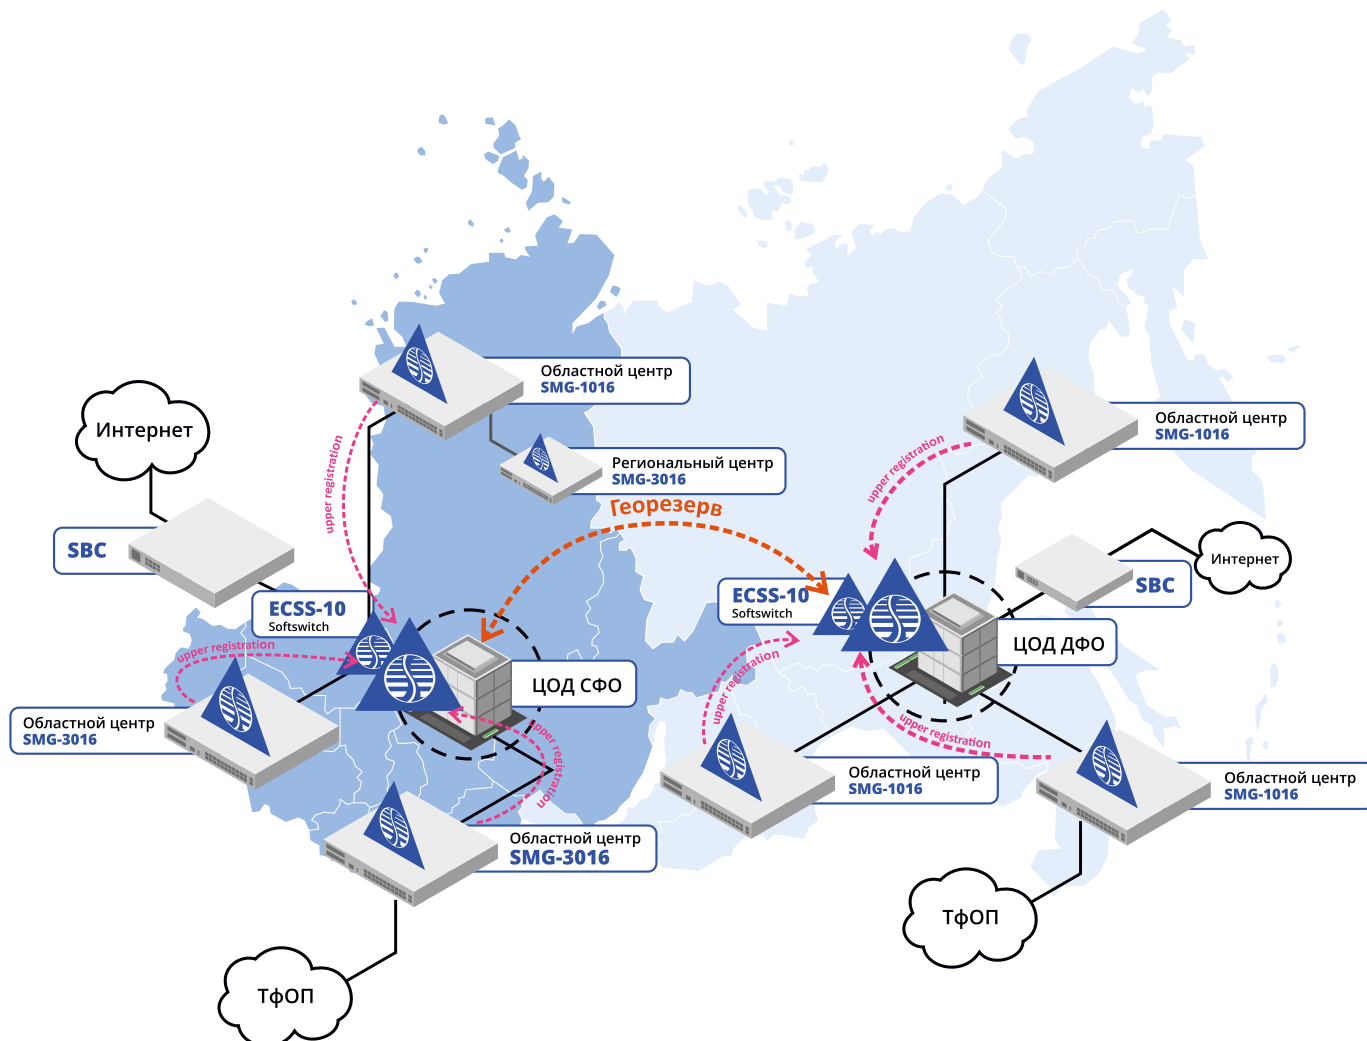 Областной центр
SMG-1016
Интернет
upper registration
Региональный центр
SMG-3016
Георезерв
SBC
ECSS-10
Softswitch
upper registration
ЦОД СФО
Областной центр
SMG-3016
upper registration
Областной центр
SMG-3016
ТфОП
Областной центр
SMG-1016
upper registration
Интернет
SBC
ECSS-10
Softswitch
ЦОД ДФО
upper registration
upper registration
Областной центр
SMG-1016
Областной центр
SMG-1016
ТфОП